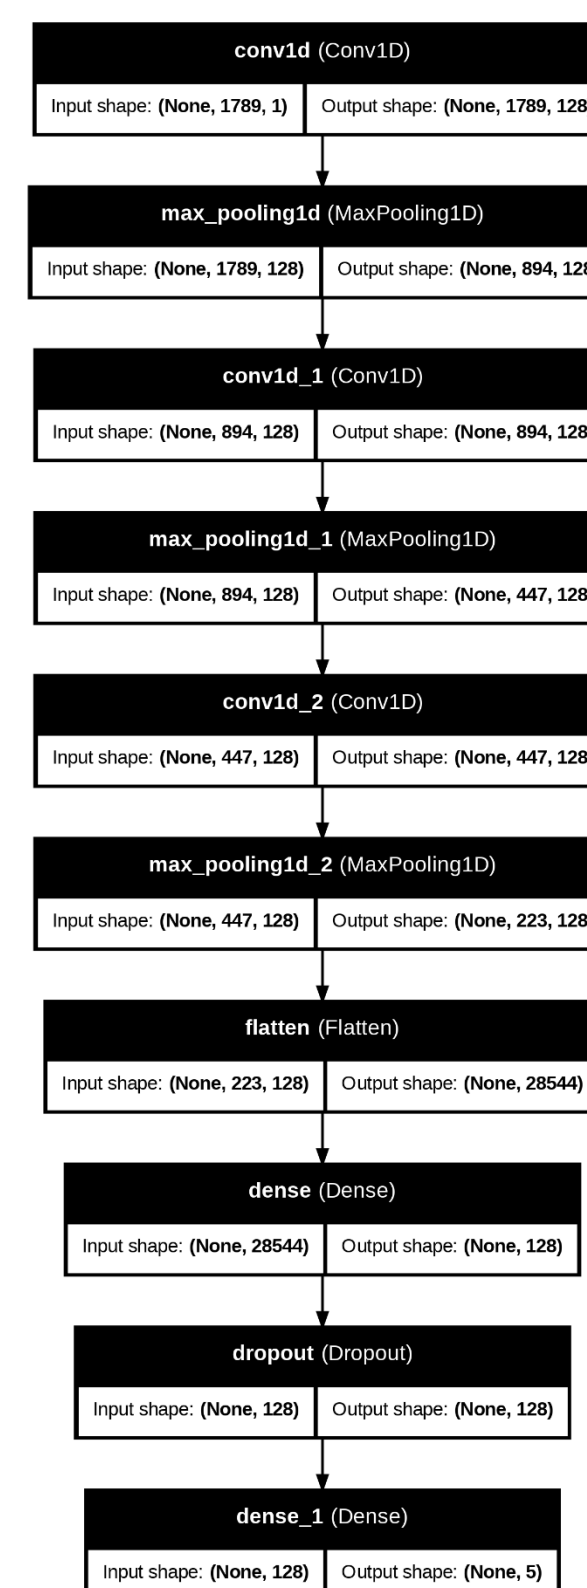 conv1d (Conv1D)
Input shape: (None, 1789, 1) Output shape: (None, 1789, 128
max_pooling1d (MaxPooling1D)
Input shape: (None, 1789, 128) Output shape: (None, 894, 128
conv1d_1 (Conv1D)
Input shape: (None, 894, 128) Output shape: (None, 894, 128
max_pooling1d_1 (MaxPooling1D)
Input shape: (None, 894, 128) Output shape: (None, 447, 128
conv1d_2 (Conv1D)
Input shape: (None, 447, 128) Output shape: (None, 447, 128
max_pooling1d_2 (MaxPooling1D)
Input shape: (None, 447, 128) Output shape: (None, 223, 128
flatten (Flatten)
Input shape: (None, 223, 128) Output shape: (None, 28544)
dense (Dense)
Input shape: (None, 28544) Output shape: (None, 128)
dropout (Dropout)
Input shape: (None, 128) Output shape: (None, 128)
dense_1 (Dense)
Input shape: (None, 128) Output shape: (None, 5)